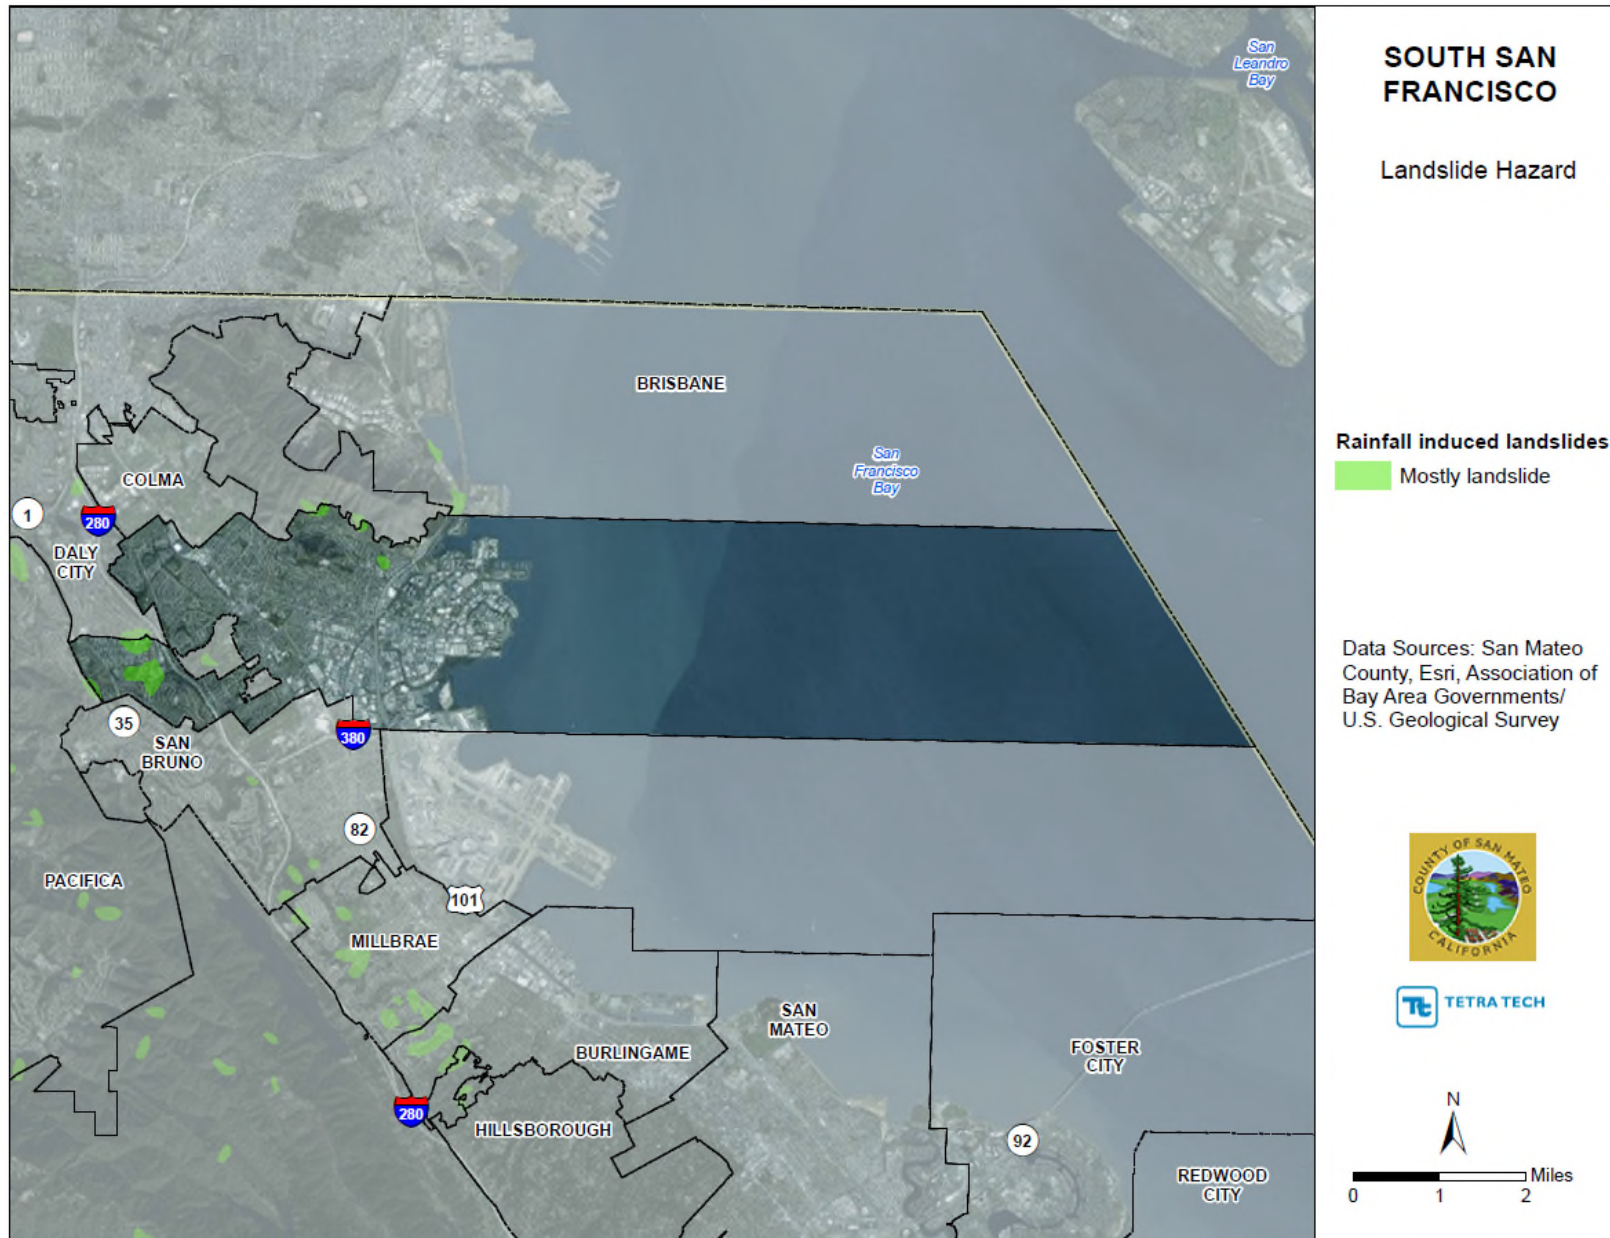 SOUTH SAN
FRANCISCO
Landslide Hazard
Rainfall induced landslides
Mostly landslide
Data Sources: San Mateo
County, Esri, Association of
Bay Area Governments/
U.S. Geological Survey
COUNTY OF SAN MATEO
CALIFORNIA
Tt TETRA TECH
N
Miles
0 1 2
San
Leandro
Bay
BRISBANE
San
Francisco
Bay
COLMA
1
280
DALY
CITY
35
SAN
BRUNO
380
82
PACIFICA
101
MILLBRAE
SAN
MATEO
BURLINGAME
FOSTER
CITY
280
HILLSBOROUGH
92
REDWOOD
CITY